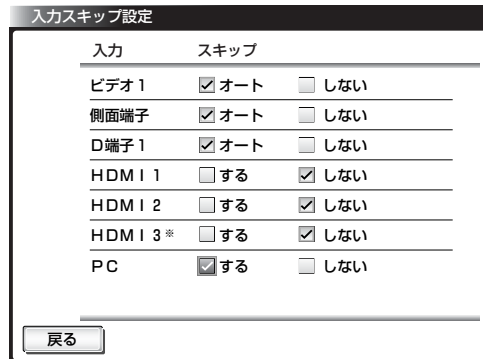 入力スキップ設定
入力 スキップ
ビデオ1 オート しない
側面端子 オート しない
D端子1 オート しない
HDMI1 する しない
HDMI2 する しない
HDMI3※ する しない
PC する しない
戻る